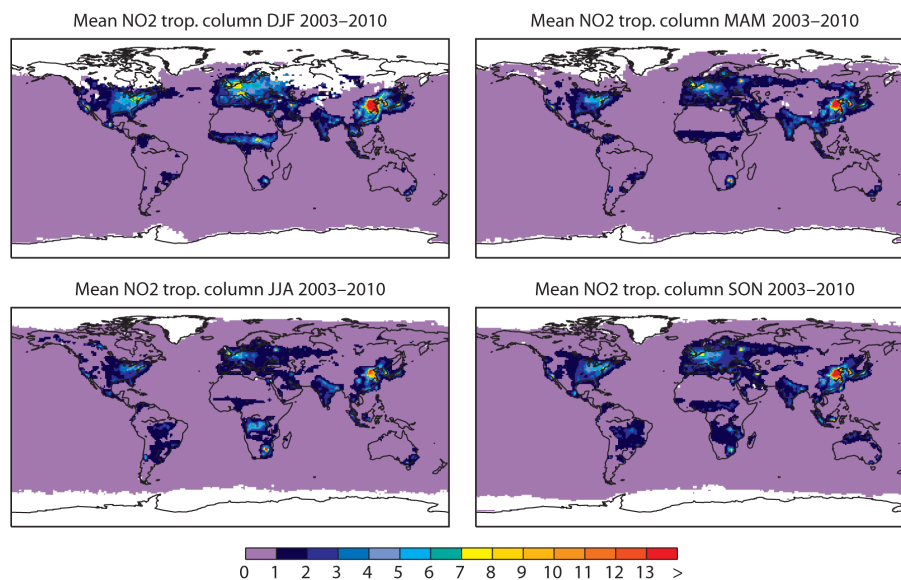 Mean NO2 trop. column DJF 2003–2010
Mean NO2 trop. column MAM 2003–2010
Mean NO2 trop. column JJA 2003–2010
Mean NO2 trop. column SON 2003–2010
0 1 2 3 4 5 6 7 8 9 10 11 12 13 >